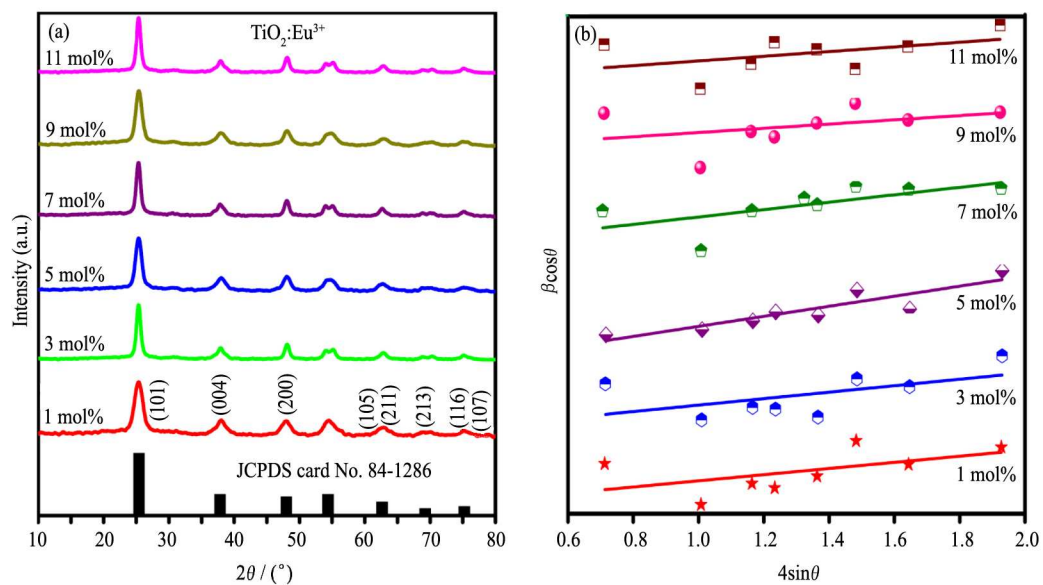 (a)
TiO₂:Eu³⁺
11 mol%
9 mol%
7 mol%
5 mol%
3 mol%
1 mol%
(101)
(004)
(200)
(105)
(211)
(213)
(116)
(107)
JCPDS card No. 84-1286
Intensity (a.u.)
10 20 30 40 50 60 70 80
2θ / (°)
(b)
11 mol%
9 mol%
7 mol%
5 mol%
3 mol%
1 mol%
βcosθ
0.6 0.8 1.0 1.2 1.4 1.6 1.8 2.0
4sinθ